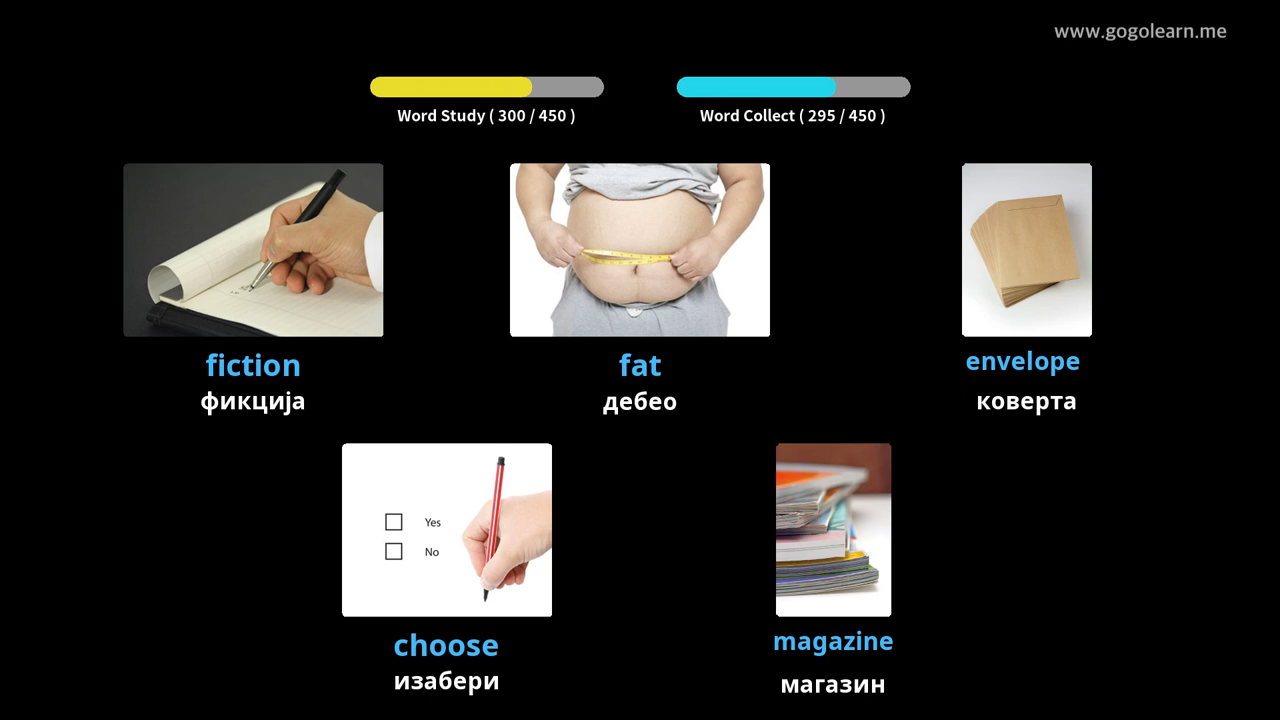 www.gogolearn.me
Word Study ( 300 / 450 )
Word Collect ( 295 / 450 )
fiction
фикција
fat
дебео
envelope
коверта
Yes
No
choose
изабери
magazine
магазин